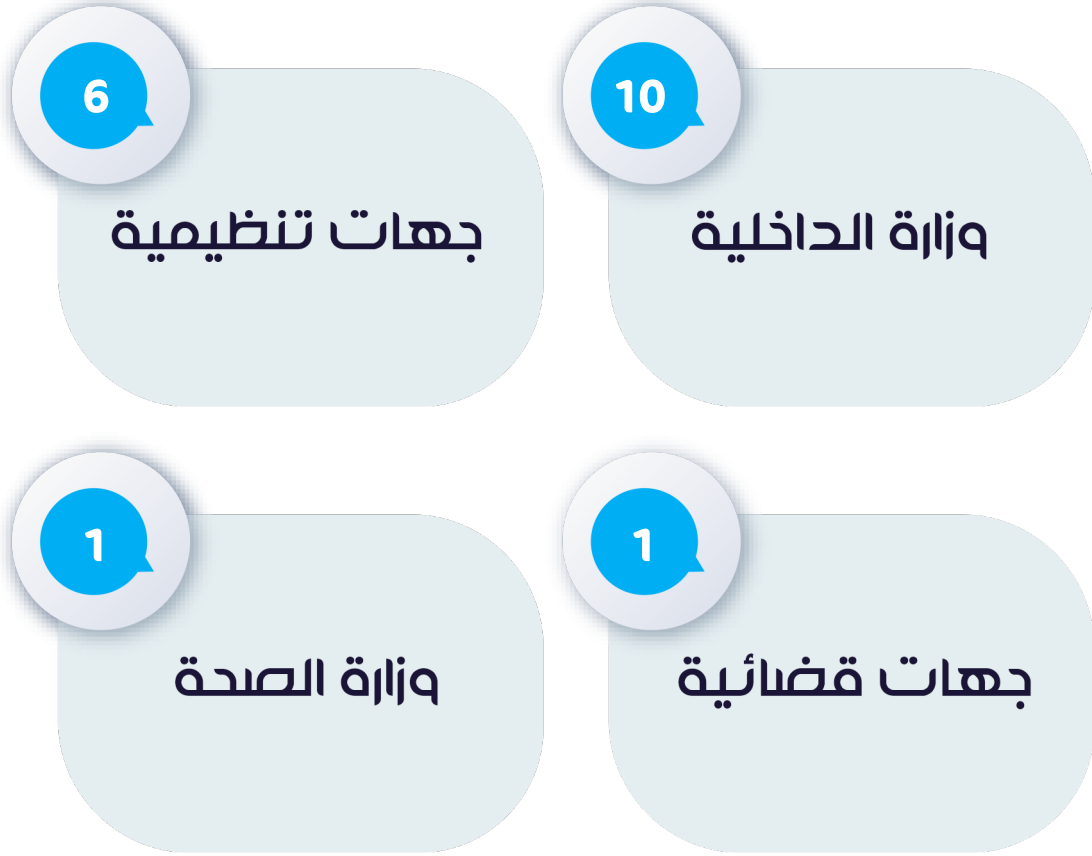 10
وزارة الداخلية
6
جهات تنظيمية
1
جهات قضائية
1
وزارة الصحة